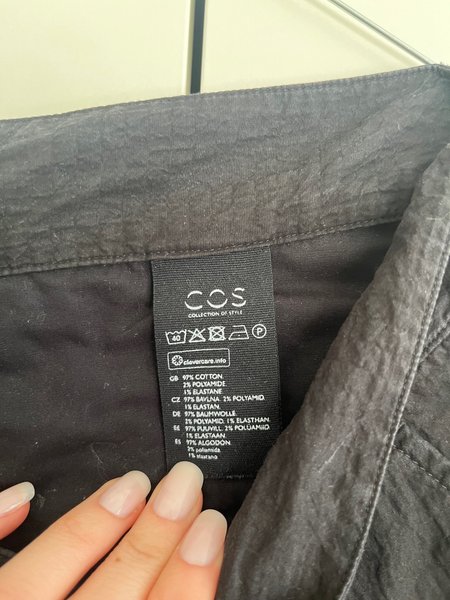 COS
COLLECTION OF STYLE
40 P
clevercare.info
GB 97% COTTON.
2% POLYAMIDE.
1% ELASTANE.
CZ 97% BAVLNA. 2% POLYAMID.
1% ELASTAN.
DE 97% BAUMWOLLE.
2% POLYAMID. 1% ELASTHAN.
EE 97% PUUVILL. 2% POLÜAMIID.
1% ELASTAAN.
ES 97% ALGODON.
2% poliamida
1% elastano